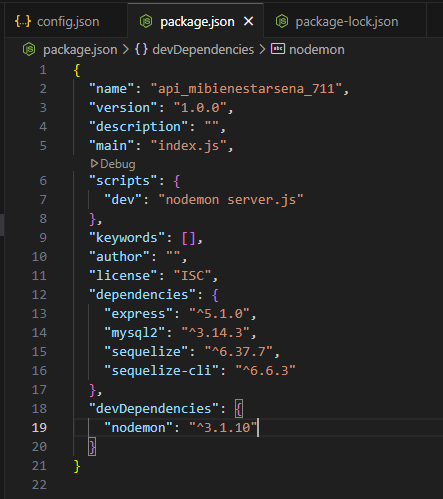 {..} config.json
package.json ×
package-lock.json
package.json > {} devDependencies > abc nodemon
1 {
2 "name": "api_mibienestarsena_711",
3 "version": "1.0.0",
4 "description": "",
5 "main": "index.js",
Debug
6 "scripts": {
7 "dev": "nodemon server.js"
8 },
9 "keywords": [],
10 "author": "",
11 "license": "ISC",
12 "dependencies": {
13 "express": "^5.1.0",
14 "mysql2": "^3.14.3",
15 "sequelize": "^6.37.7",
16 "sequelize-cli": "^6.6.3"
17 },
18 "devDependencies": {
19 "nodemon": "^3.1.10"
20 }
21 }
22